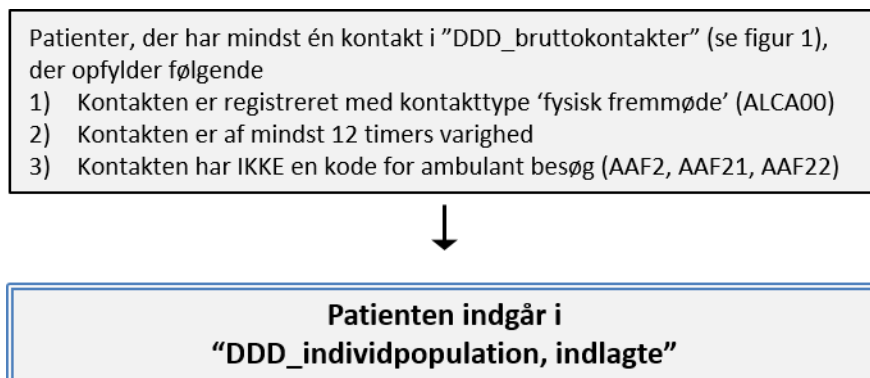 Patienter, der har mindst én kontakt i ”DDD_bruttokontakter” (se figur 1),
der opfylder følgende
1) Kontakten er registreret med kontakttype ‘fysisk fremmøde’ (ALCA00)
2) Kontakten er af mindst 12 timers varighed
3) Kontakten har IKKE en kode for ambulant besøg (AAF2, AAF21, AAF22)
Patienten indgår i
“DDD_individpopulation, indlagte”